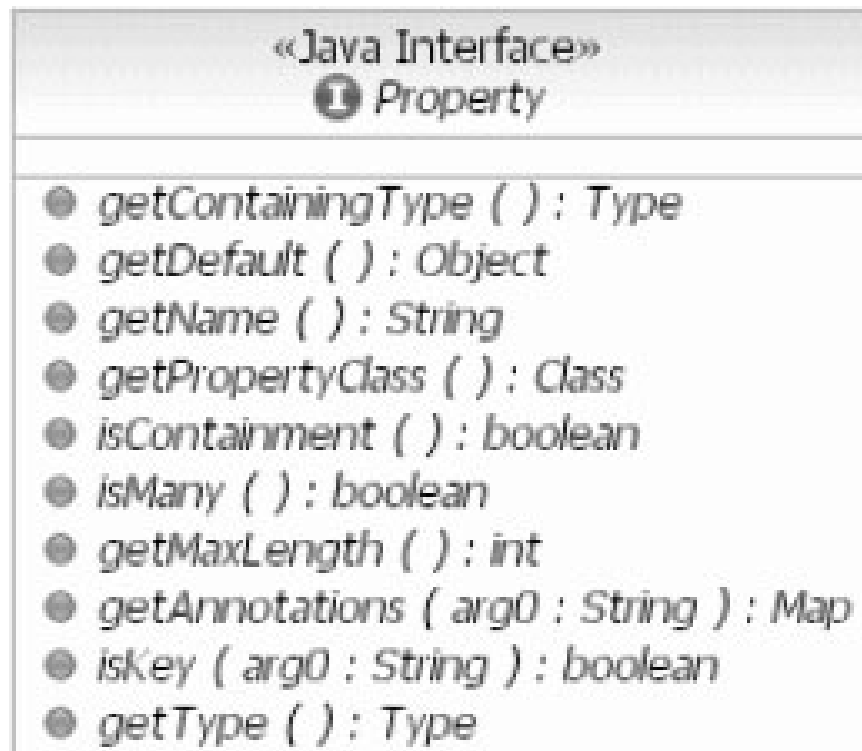 «Java Interface»
I Property
getContainingType ( ) : Type
getDefault ( ) : Object
getName ( ) : String
getPropertyClass ( ) : Class
isContainment ( ) : boolean
isMany ( ) : boolean
getMaxLength ( ) : int
getAnnotations ( arg0 : String ) : Map
isKey ( arg0 : String ) : boolean
getType ( ) : Type